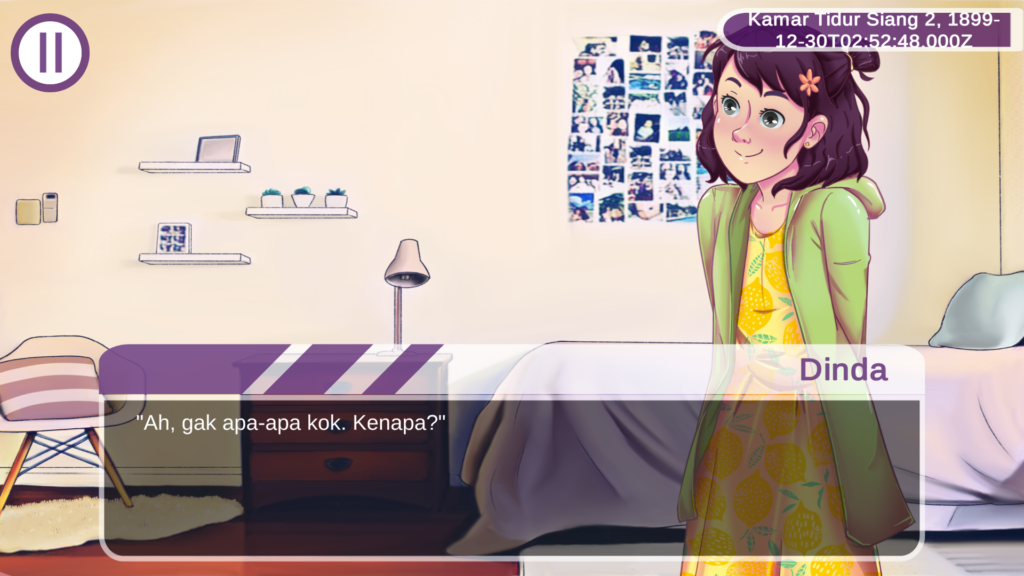 Kamar Tidur Siang 2, 1899-
12-30T02:52:48.000Z
Dinda
"Ah, gak apa-apa kok. Kenapa?"